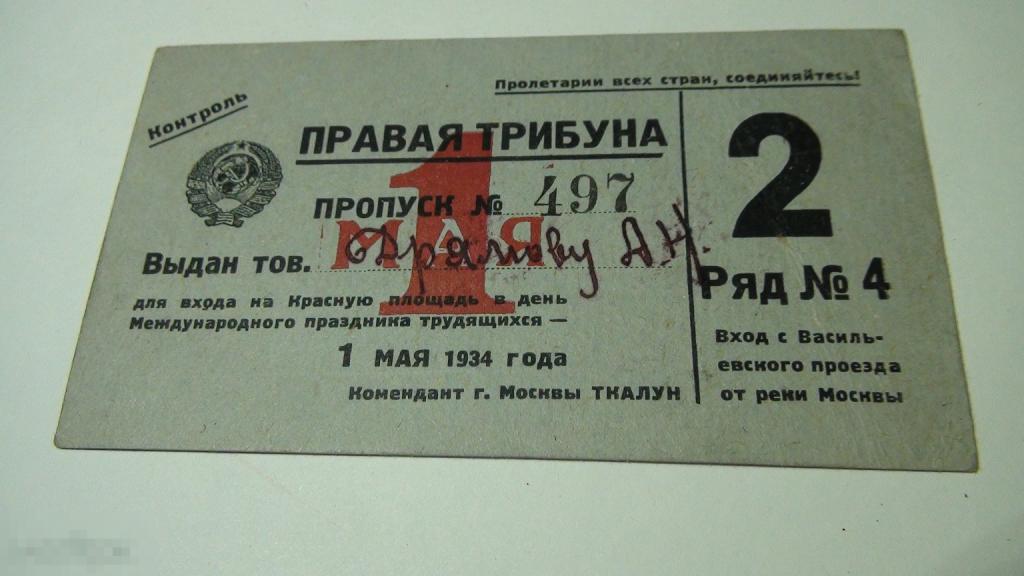 Контроль
Пролетарии всех стран, соединяйтесь!
ПРАВАЯ ТРИБУНА
ПРОПУСК № 497
1 МАЯ
Выдан тов. Дрямову А.Н.
для входа на Красную площадь в день
Международного праздника трудящихся —
1 МАЯ 1934 года
Комендант г. Москвы ТКАЛУН
2
Ряд № 4
Вход с Василь-
евского проезда
от реки Москвы